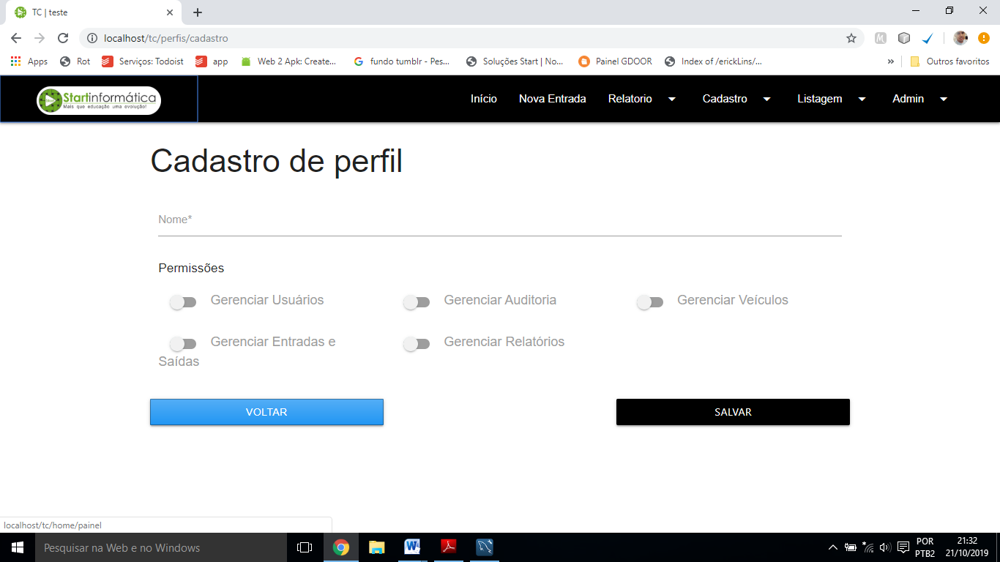 TC | teste
localhost/tc/perfis/cadastro
Apps Rot Serviços: Todoist app Web 2 Apk: Create... fundo tumblr - Pes... Soluções Start | No... Painel GDOOR Index of /erickLins/... » Outros favoritos
Startinformática
Mais que educação uma evolução!
Início Nova Entrada Relatorio Cadastro Listagem Admin
Cadastro de perfil
Nome*
Permissões
Gerenciar Usuários Gerenciar Auditoria Gerenciar Veículos
Gerenciar Entradas e Gerenciar Relatórios
Saídas
VOLTAR SALVAR
localhost/tc/home/painel
Pesquisar na Web e no Windows
POR 21:32
PTB2 21/10/2019